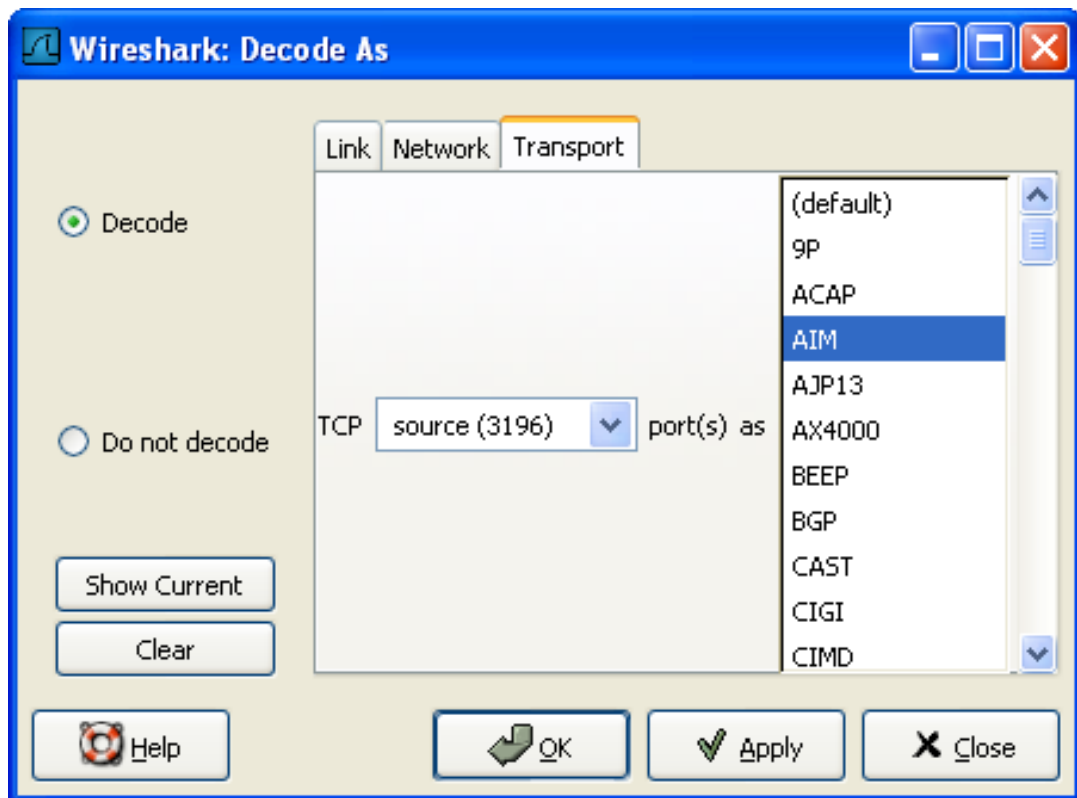 Wireshark: Decode As
Link Network Transport
Decode
Do not decode
TCP source (3196) port(s) as
(default)
9P
ACAP
AIM
AJP13
AX4000
BEEP
BGP
CAST
CIGI
CIMD
Show Current
Clear
Help OK Apply Close